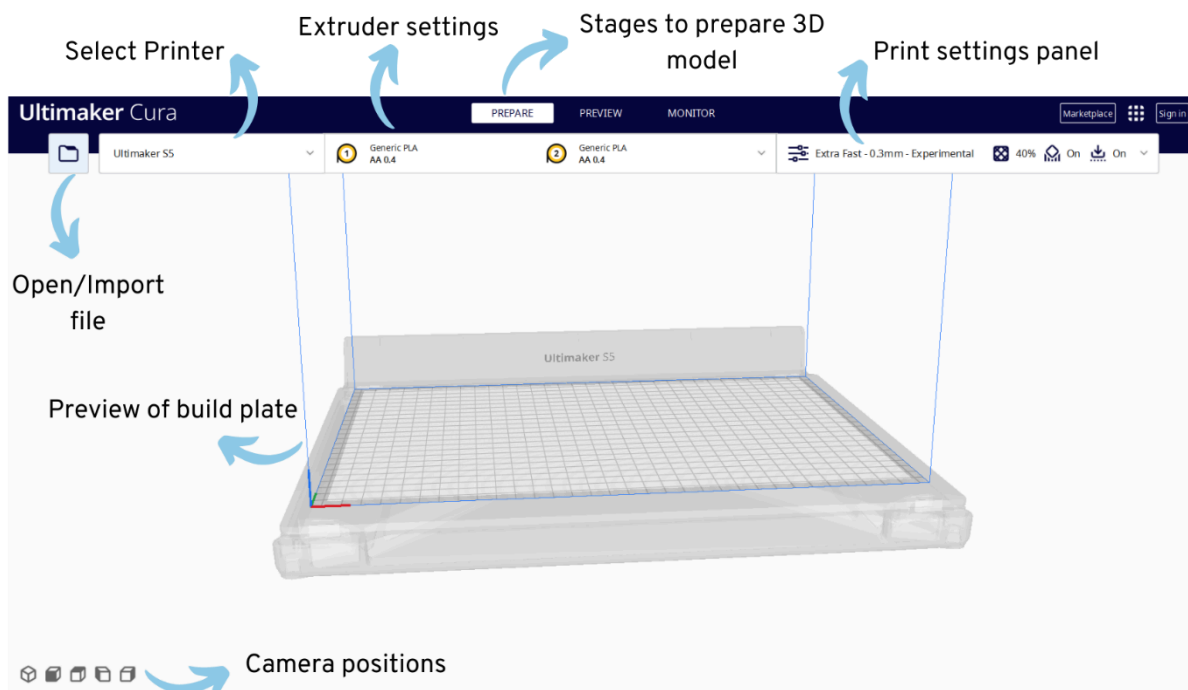 Extruder settings
Stages to prepare 3D
model
Select Printer
Print settings panel
Ultimaker Cura
PREPARE
PREVIEW
MONITOR
Marketplace
Sign in
Ultimaker S5
1
Generic PLA
AA 0.4
2
Generic PLA
AA 0.4
Extra Fast - 0.3mm - Experimental
40%
On
On
Open/Import
file
Ultimaker S5
Preview of build plate
Camera positions